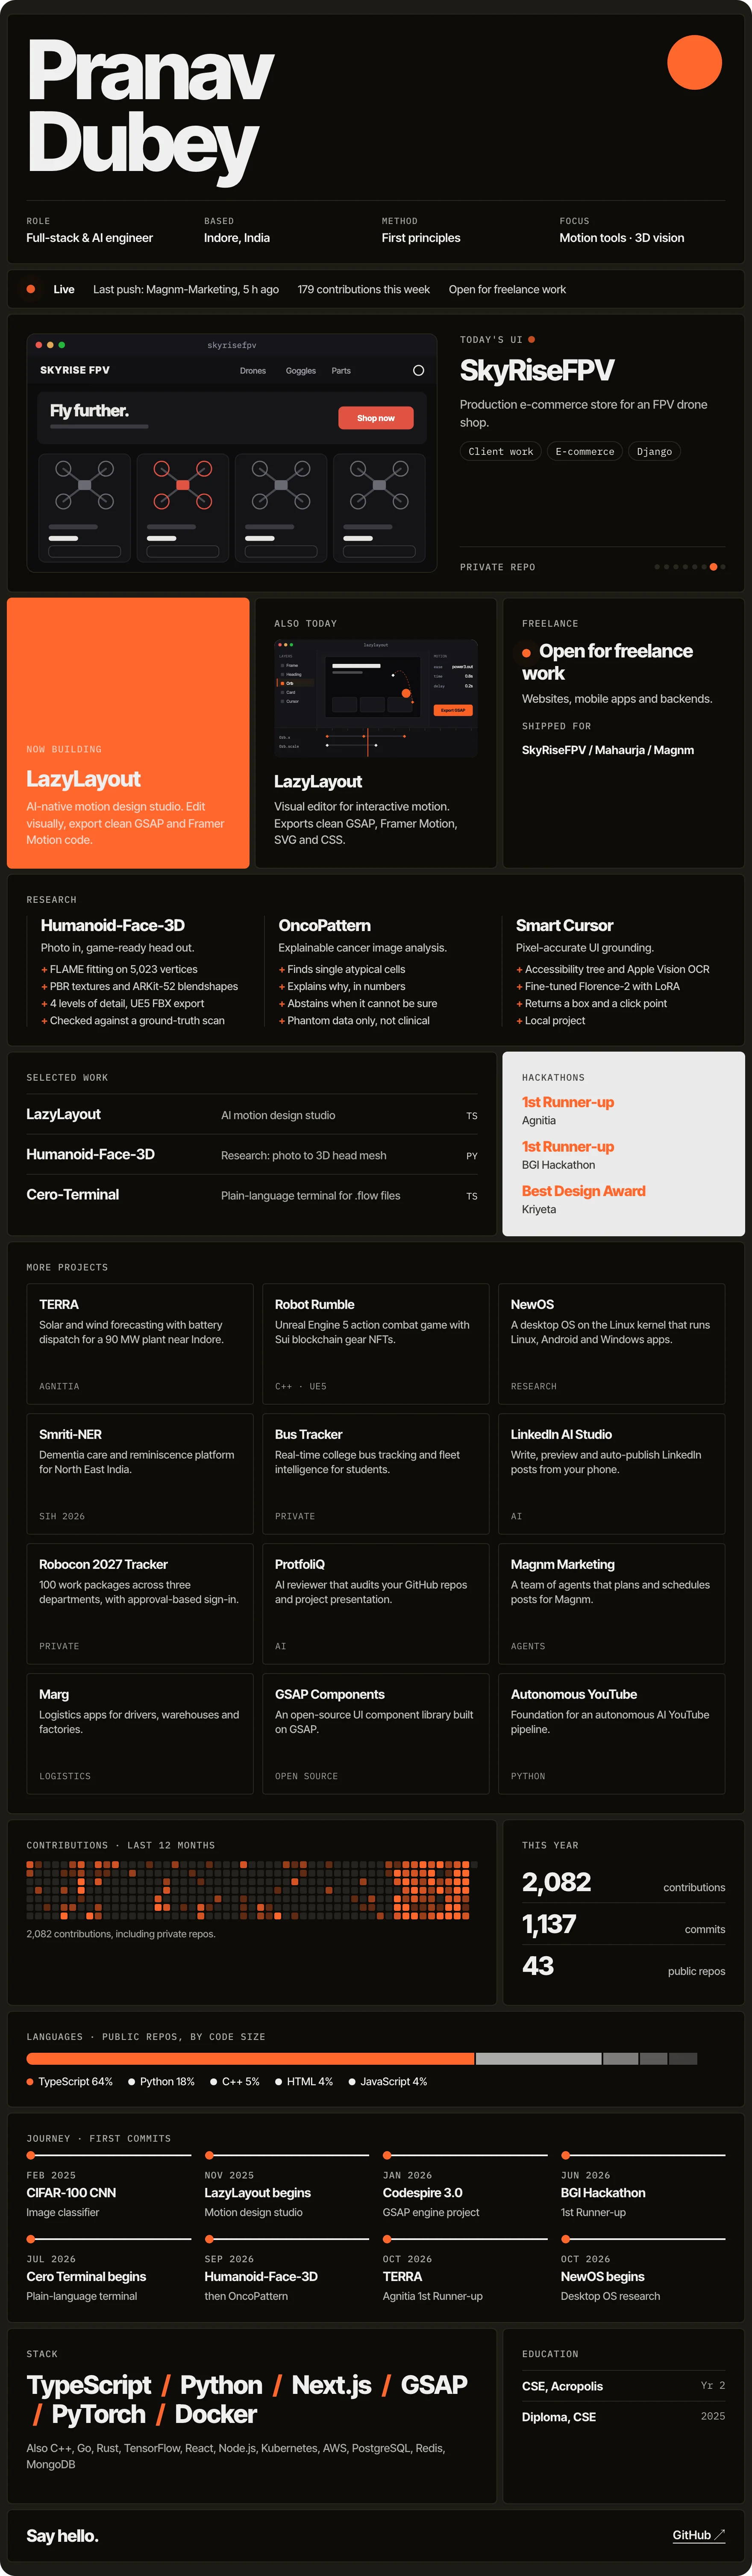 Pranav
Dubey
ROLE
Full-stack & AI engineer
BASED
Indore, India
METHOD
First principles
FOCUS
Motion tools · 3D vision
Live
Last push: Magnm-Marketing, 5 h ago
179 contributions this week
Open for freelance work
skyrisefpv
SKYRISE FPV
Drones
Goggles
Parts
Fly further.
Shop now
TODAY'S UI
SkyRiseFPV
Production e-commerce store for an FPV drone
shop.
Client work
E-commerce
Django
PRIVATE REPO
NOW BUILDING
LazyLayout
AI-native motion design studio. Edit
visually, export clean GSAP and Framer
Motion code.
ALSO TODAY
lazylayout
LAYERS
Frame
Heading
Orb
Card
Cursor
MOTION
power3.out
0.8s
0.2s
Export GSAP
Orb.x
Orb.scale
LazyLayout
Visual editor for interactive motion.
Exports clean GSAP, Framer Motion,
SVG and CSS.
FREELANCE
Open for freelance
work
Websites, mobile apps and backends.
SHIPPED FOR
SkyRiseFPV / Mahaurja / Magnm
RESEARCH
Humanoid-Face-3D
Photo in, game-ready head out.
+ FLAME fitting on 5,023 vertices
+ PBR textures and ARKit-52 blendshapes
+ 4 levels of detail, UE5 FBX export
+ Checked against a ground-truth scan
OncoPattern
Explainable cancer image analysis.
+ Finds single atypical cells
+ Explains why, in numbers
+ Abstains when it cannot be sure
+ Phantom data only, not clinical
Smart Cursor
Pixel-accurate UI grounding.
+ Accessibility tree and Apple Vision OCR
+ Fine-tuned Florence-2 with LoRA
+ Returns a box and a click point
+ Local project
SELECTED WORK
LazyLayout
AI motion design studio
TS
Humanoid-Face-3D
Research: photo to 3D head mesh
PY
Cero-Terminal
Plain-language terminal for .flow files
TS
HACKATHONS
1st Runner-up
Agnitia
1st Runner-up
BGI Hackathon
Best Design Award
Kriyeta
MORE PROJECTS
TERRA
Solar and wind forecasting with battery
dispatch for a 90 MW plant near Indore.
AGNITIA
Robot Rumble
Unreal Engine 5 action combat game with
Sui blockchain gear NFTs.
C++ · UE5
NewOS
A desktop OS on the Linux kernel that runs
Linux, Android and Windows apps.
RESEARCH
Smriti-NER
Dementia care and reminiscence platform
for North East India.
SIH 2026
Bus Tracker
Real-time college bus tracking and fleet
intelligence for students.
PRIVATE
LinkedIn AI Studio
Write, preview and auto-publish LinkedIn
posts from your phone.
AI
Robocon 2027 Tracker
100 work packages across three
departments, with approval-based sign-in.
PRIVATE
ProtfoliQ
AI reviewer that audits your GitHub repos
and project presentation.
AI
Magnm Marketing
A team of agents that plans and schedules
posts for Magnm.
AGENTS
Marg
Logistics apps for drivers, warehouses and
factories.
LOGISTICS
GSAP Components
An open-source UI component library built
on GSAP.
OPEN SOURCE
Autonomous YouTube
Foundation for an autonomous AI YouTube
pipeline.
PYTHON
CONTRIBUTIONS · LAST 12 MONTHS
2,082 contributions, including private repos.
THIS YEAR
2,082
contributions
1,137
commits
43
public repos
LANGUAGES · PUBLIC REPOS, BY CODE SIZE
TypeScript 64%
Python 18%
C++ 5%
HTML 4%
JavaScript 4%
JOURNEY · FIRST COMMITS
FEB 2025
CIFAR-100 CNN
Image classifier
NOV 2025
LazyLayout begins
Motion design studio
JAN 2026
Codespire 3.0
GSAP engine project
JUN 2026
BGI Hackathon
1st Runner-up
JUL 2026
Cero Terminal begins
Plain-language terminal
SEP 2026
Humanoid-Face-3D
then OncoPattern
OCT 2026
TERRA
Agnitia 1st Runner-up
OCT 2026
NewOS begins
Desktop OS research
STACK
TypeScript / Python / Next.js / GSAP
/ PyTorch / Docker
Also C++, Go, Rust, TensorFlow, React, Node.js, Kubernetes, AWS, PostgreSQL, Redis,
MongoDB
EDUCATION
CSE, Acropolis
Yr 2
Diploma, CSE
2025
Say hello.
GitHub ↗